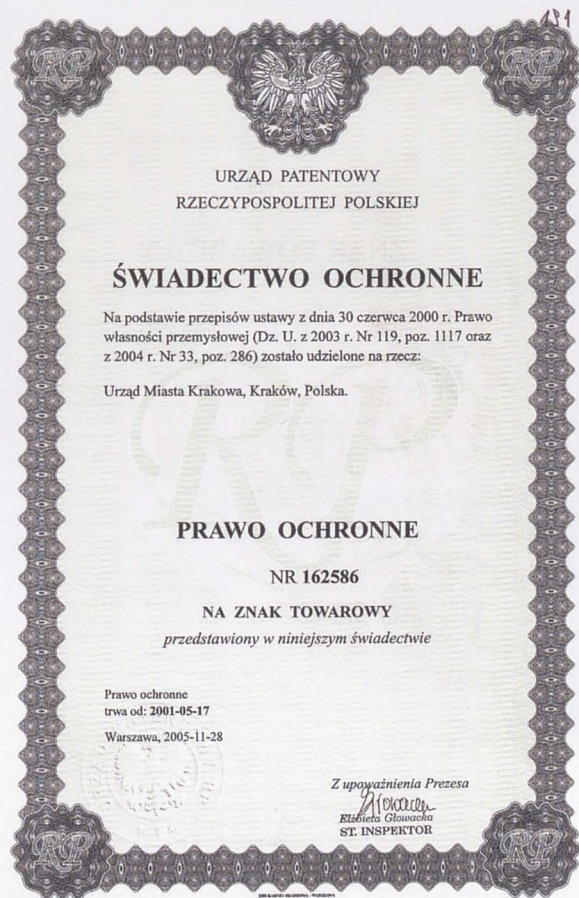 191
URZĄD PATENTOWY
RZECZYPOSPOLITEJ POLSKIEJ
ŚWIADECTWO OCHRONNE
Na podstawie przepisów ustawy z dnia 30 czerwca 2000 r. Prawo
własności przemysłowej (Dz. U. z 2003 r. Nr 119, poz. 1117 oraz
z 2004 r. Nr 33, poz. 286) zostało udzielone na rzecz:
Urząd Miasta Krakowa, Kraków, Polska.
RP
PRAWO OCHRONNE
NR 162586
NA ZNAK TOWAROWY
przedstawiony w niniejszym świadectwie
Prawo ochronne
trwa od: 2001-05-17
Warszawa, 2005-11-28
Z upoważnienia Prezesa
Elżbieta Głowacka
ST. INSPEKTOR